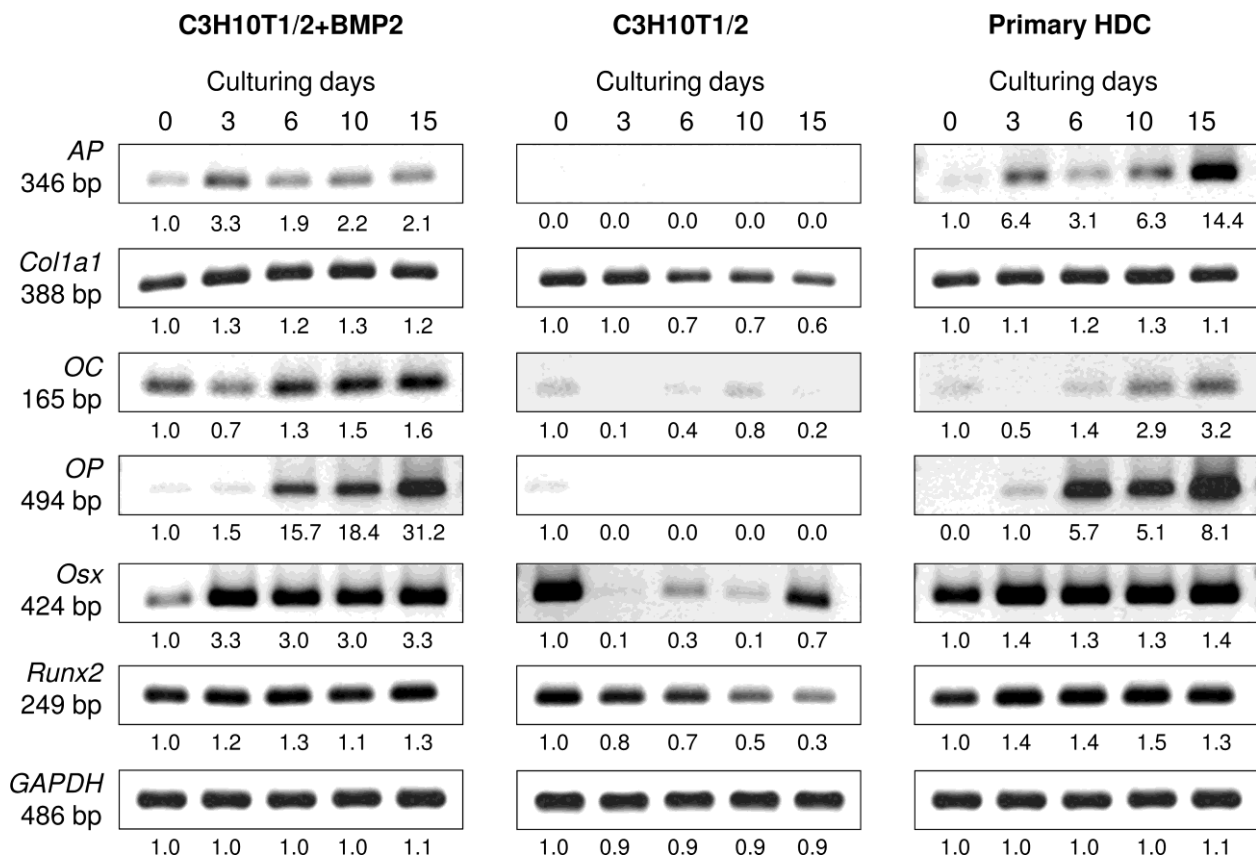 C3H10T1/2+BMP2 C3H10T1/2 Primary HDC
Culturing days Culturing days Culturing days
0 3 6 10 15 0 3 6 10 15 0 3 6 10 15
AP
346 bp
1.0 3.3 1.9 2.2 2.1 0.0 0.0 0.0 0.0 0.0 1.0 6.4 3.1 6.3 14.4
Col1a1
388 bp
1.0 1.3 1.2 1.3 1.2 1.0 1.0 0.7 0.7 0.6 1.0 1.1 1.2 1.3 1.1
OC
165 bp
1.0 0.7 1.3 1.5 1.6 1.0 0.1 0.4 0.8 0.2 1.0 0.5 1.4 2.9 3.2
OP
494 bp
1.0 1.5 15.7 18.4 31.2 1.0 0.0 0.0 0.0 0.0 0.0 1.0 5.7 5.1 8.1
Osx
424 bp
1.0 3.3 3.0 3.0 3.3 1.0 0.1 0.3 0.1 0.7 1.0 1.4 1.3 1.3 1.4
Runx2
249 bp
1.0 1.2 1.3 1.1 1.3 1.0 0.8 0.7 0.5 0.3 1.0 1.4 1.4 1.5 1.3
GAPDH
486 bp
1.0 1.0 1.0 1.0 1.1 1.0 0.9 0.9 0.9 0.9 1.0 1.0 1.0 1.0 1.1